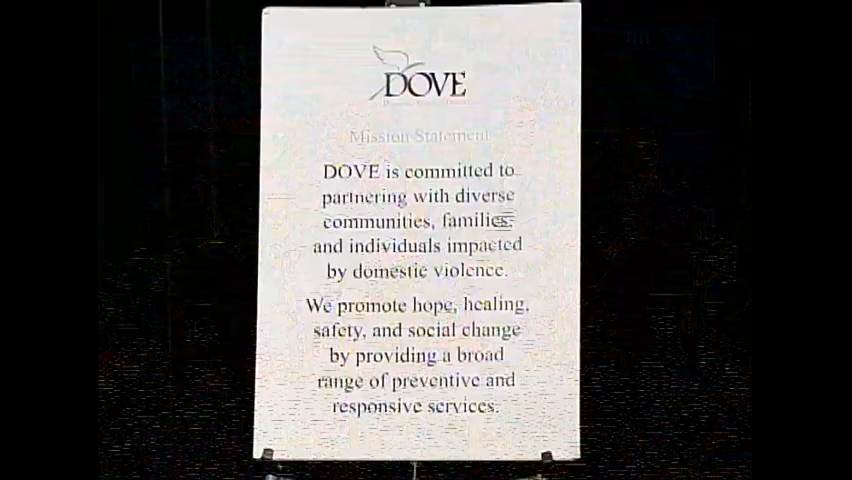 DOVE
Mission Statement
DOVE is committed to
partnering with diverse
communities, families,
and individuals impacted
by domestic violence.
We promote hope, healing,
safety, and social change
by providing a broad
range of preventive and
responsive services.